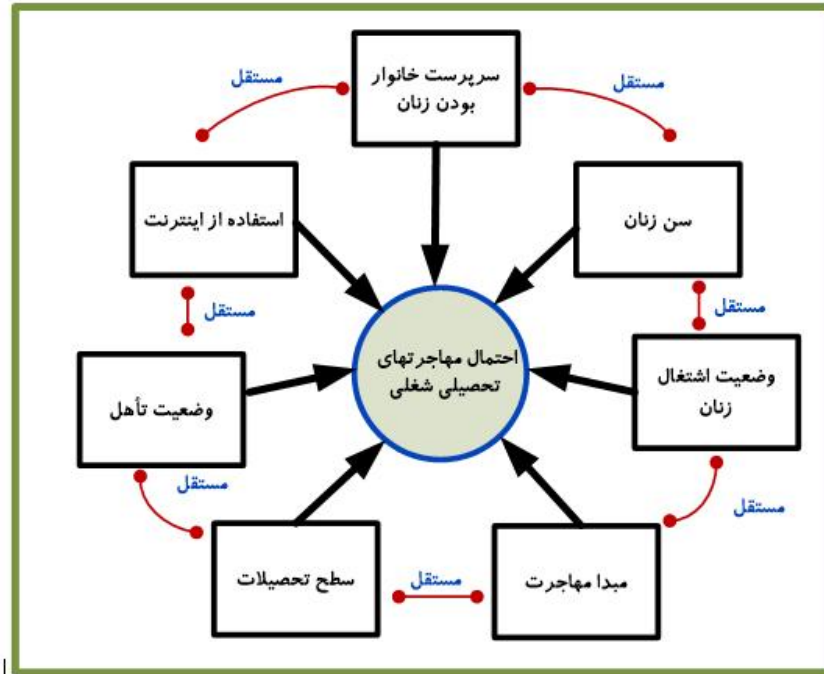 سرپرست خانوار
بودن زنان
مستقل
مستقل
سن زنان
استفاده از اینترنت
مستقل
مستقل
احتمال مهاجرتهای
تحصیلی شغلی
وضعیت اشتغال
زنان
وضعیت تأهل
مستقل
مستقل
مبدا مهاجرت
مستقل
سطح تحصیلات